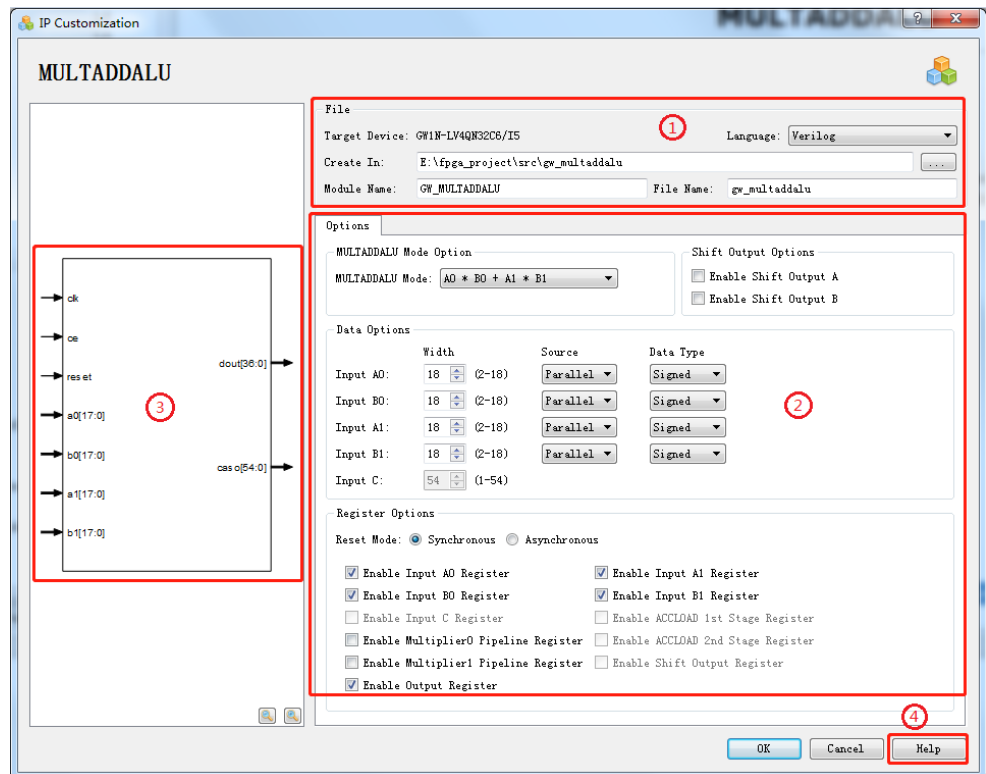 IP Customization
MULTADDALU
MULTADDALU
File
Target Device: GW1N-LV4QN32C6/I5
1
Language: Verilog
Create In: E:\fpga_project\src\gw_multaddalu ...
Module Name: GW_MULTADDALU File Name: gw_multaddalu
Options
MULTADDALU Mode Option
MULTADDALU Mode: A0 * B0 + A1 * B1
Shift Output Options
Enable Shift Output A
Enable Shift Output B
Data Options
Width Source Data Type
Input A0: 18 (2-18) Parallel Signed
Input B0: 18 (2-18) Parallel Signed
Input A1: 18 (2-18) Parallel Signed
Input B1: 18 (2-18) Parallel Signed
Input C: 54 (1-54)
2
Register Options
Reset Mode: Synchronous Asynchronous
Enable Input A0 Register Enable Input A1 Register
Enable Input B0 Register Enable Input B1 Register
Enable Input C Register Enable ACCLOAD 1st Stage Register
Enable Multiplier0 Pipeline Register Enable ACCLOAD 2nd Stage Register
Enable Multiplier1 Pipeline Register Enable Shift Output Register
Enable Output Register
clk
ce
reset
a0[17:0]
b0[17:0]
a1[17:0]
b1[17:0]
dout[36:0]
caso[54:0]
3
4
OK Cancel Help